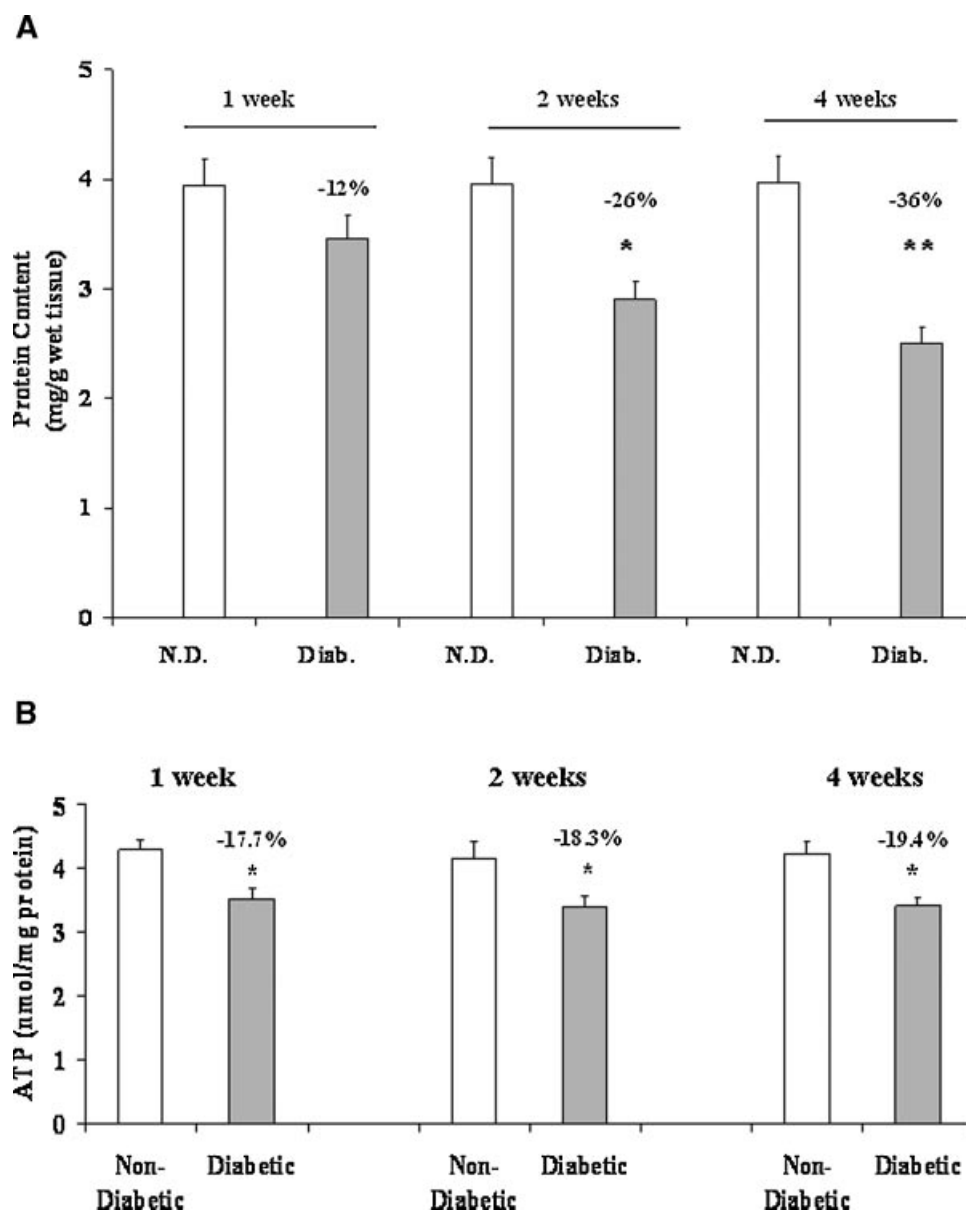 A
5
1 week
2 weeks
4 weeks
4
-12%
-26%
-36%
*
**
3
2
1
0
Protein Content
(mg/g wet tissue)
N.D.
Diab.
N.D.
Diab.
N.D.
Diab.
B
1 week
2 weeks
4 weeks
5
-17.7%
-18.3%
-19.4%
*
*
*
4
3
2
1
0
ATP (nmol/mg protein)
Non-
Diabetic
Diabetic
Non-
Diabetic
Diabetic
Non-
Diabetic
Diabetic